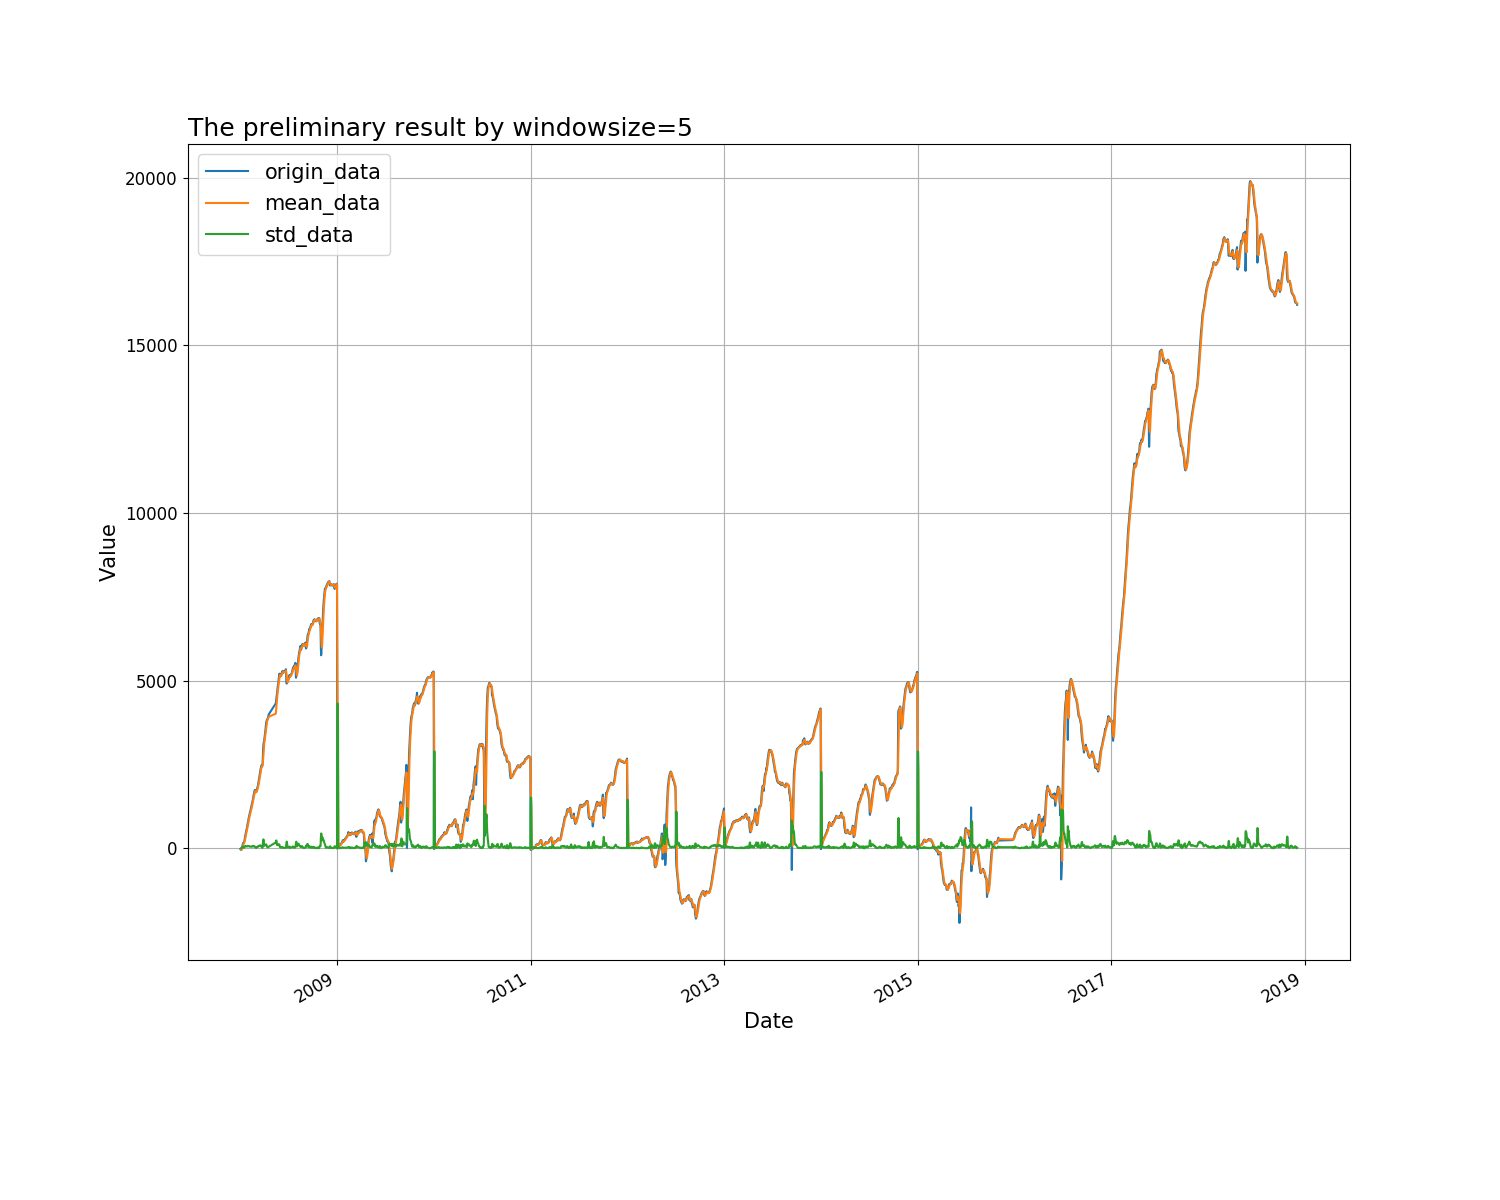 The preliminary result by windowsize=5
origin_data
mean_data
std_data
20000
15000
10000
5000
0
Value
2009
2011
2013
2015
2017
2019
Date